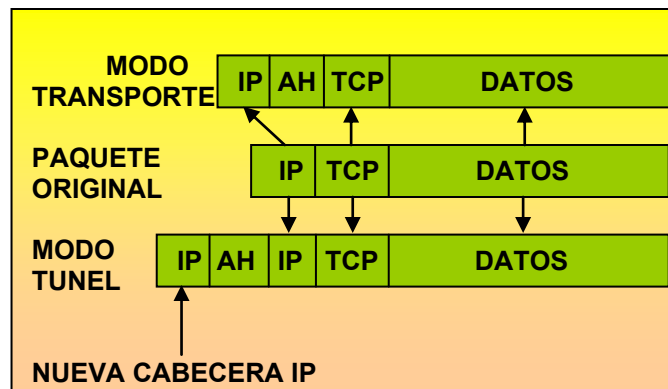 MODO
TRANSPORTE
IP AH TCP DATOS
PAQUETE
ORIGINAL
IP TCP DATOS
MODO
TUNEL
IP AH IP TCP DATOS
NUEVA CABECERA IP